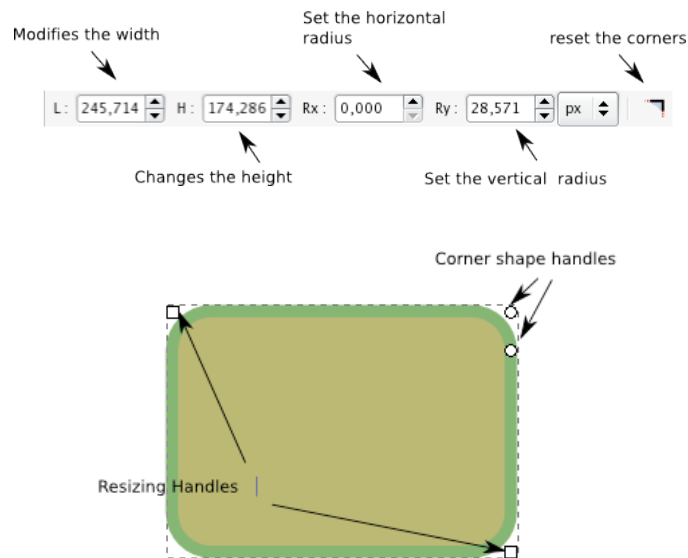 Modifies the width
Set the horizontal
radius
reset the corners
L: 245,714 H: 174,286 Rx: 0,000 Ry: 28,571 px
Changes the height
Set the vertical radius
Corner shape handles
Resizing Handles